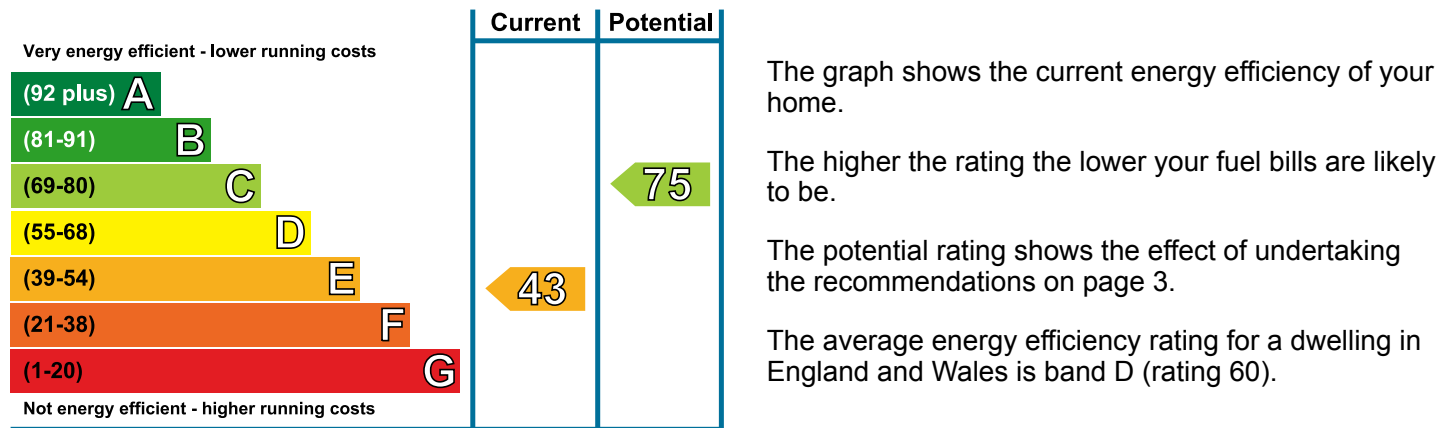 Current Potential
Very energy efficient - lower running costs
(92 plus) A
(81-91) B
(69-80) C
75
(55-68) D
(39-54) E
43
(21-38) F
(1-20) G
Not energy efficient - higher running costs
The graph shows the current energy efficiency of your
home.
The higher the rating the lower your fuel bills are likely
to be.
The potential rating shows the effect of undertaking
the recommendations on page 3.
The average energy efficiency rating for a dwelling in
England and Wales is band D (rating 60).